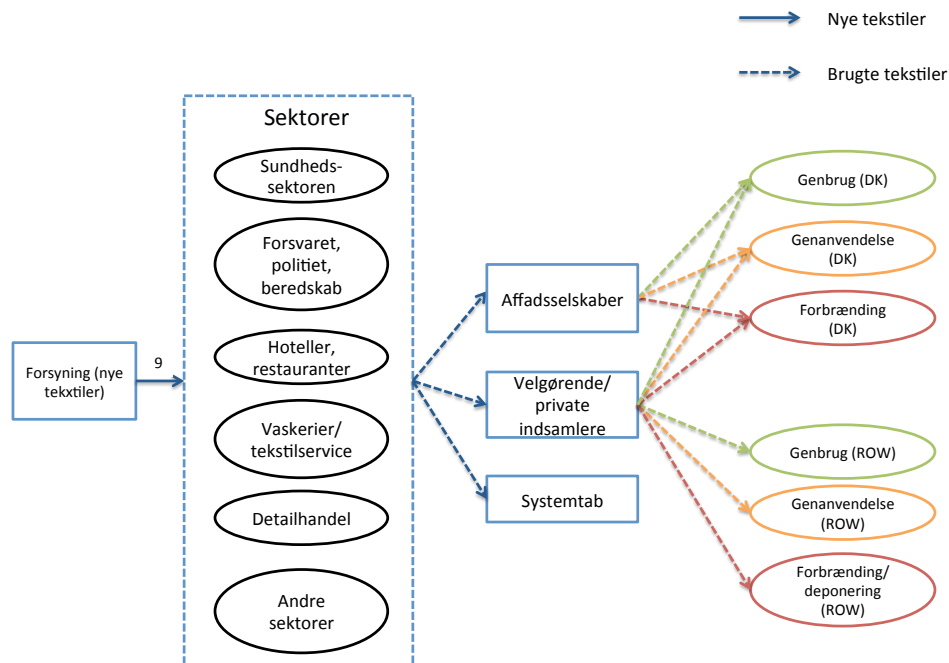 Nye tekstiler
Brugte tekstiler
Sektorer
Sundheds-
sektoren
Forsvaret,
politiet,
beredskab
Hoteller,
restauranter
Vaskerier/
tekstilservice
Detailhandel
Andre
sektorer
Forsyning (nye
tekxtiler)
9
Affadsselskaber
Velgørende/
private
indsamlere
Systemtab
Genbrug (DK)
Genanvendelse
(DK)
Forbrænding
(DK)
Genbrug (ROW)
Genanvendelse
(ROW)
Forbrænding/
deponering
(ROW)